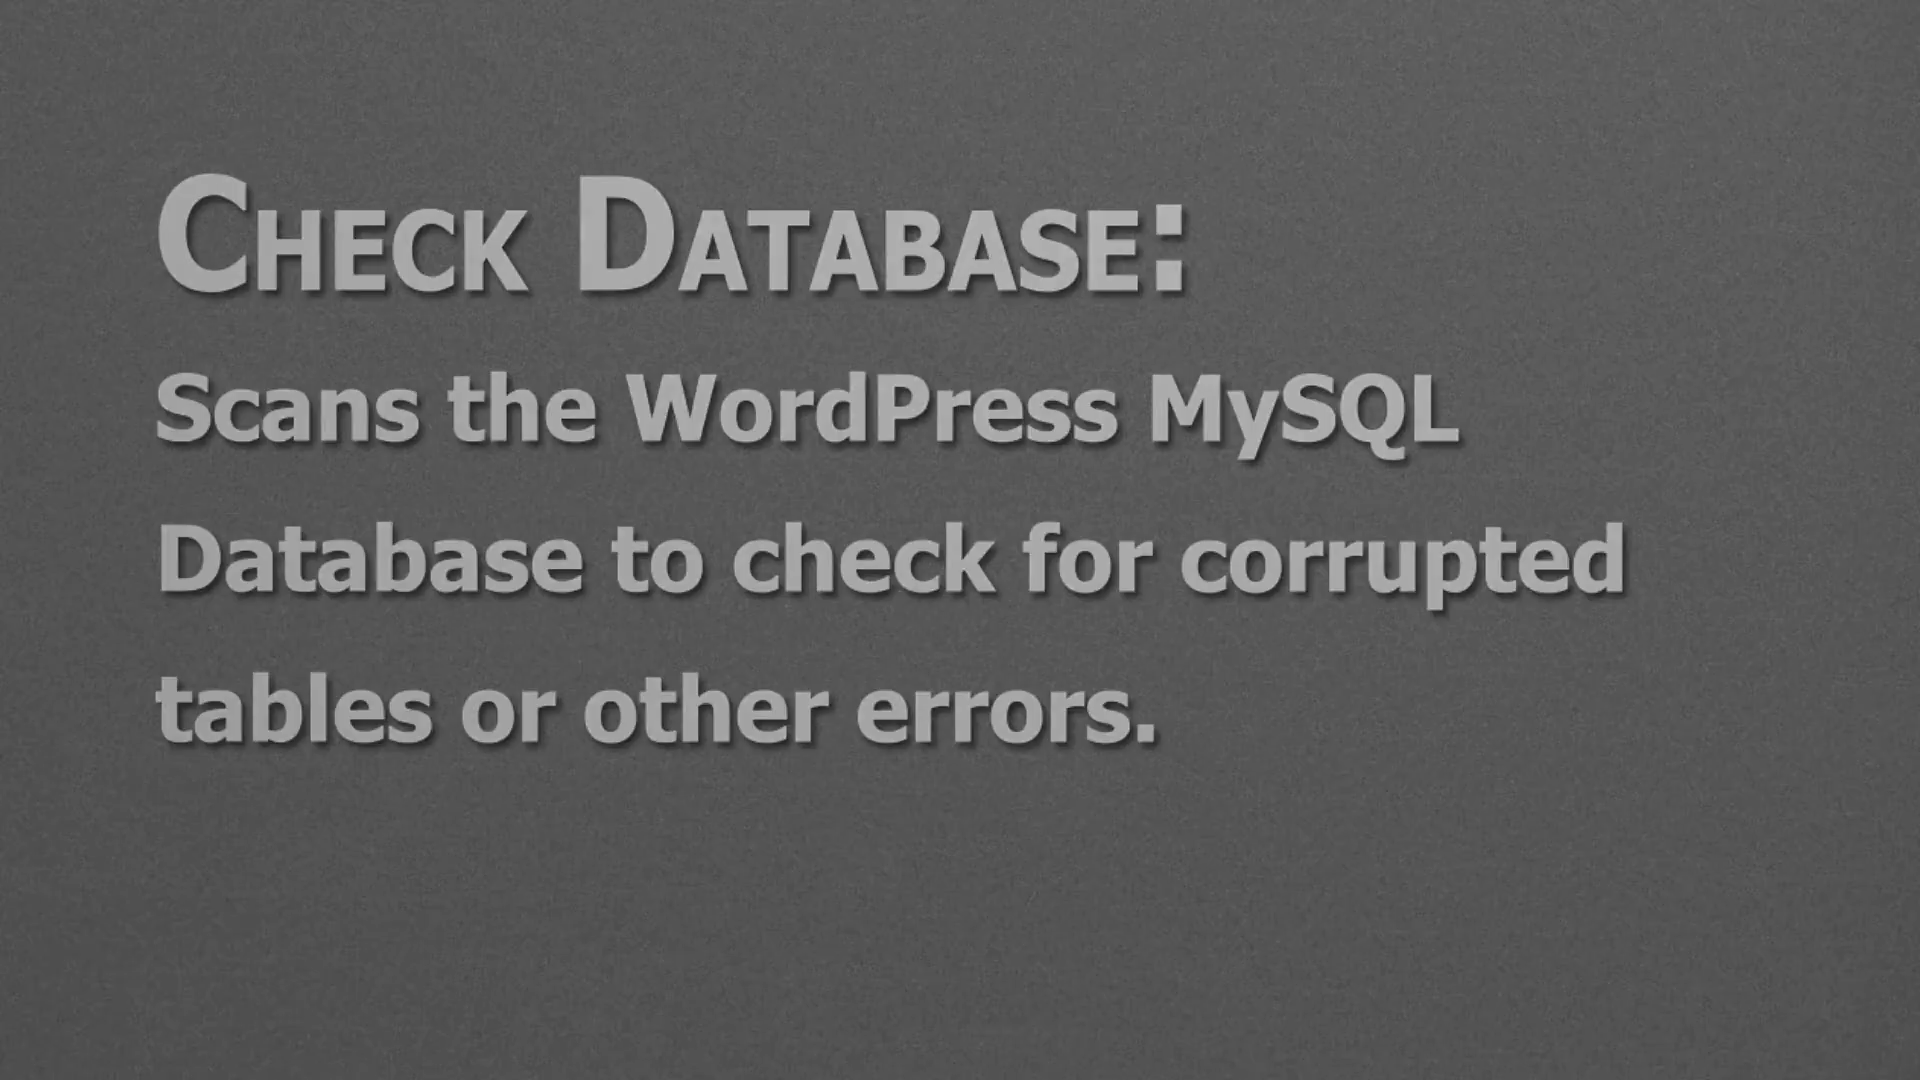 Check Database:
Scans the WordPress MySQL
Database to check for corrupted
tables or other errors.